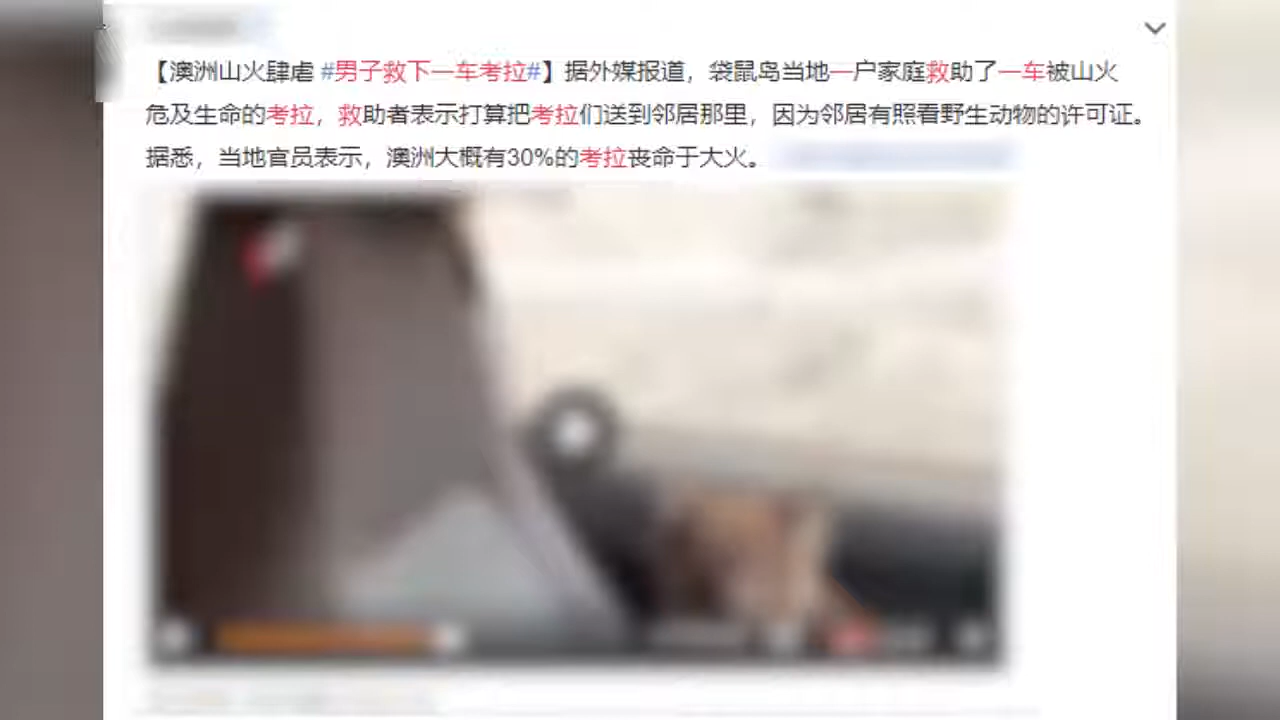 【澳洲山火肆虐 #男子救下一车考拉#】据外媒报道，袋鼠岛当地一户家庭救助了一车被山火
危及生命的考拉，救助者表示打算把考拉们送到邻居那里，因为邻居有照看野生动物的许可证。
据悉，当地官员表示，澳洲大概有30%的考拉丧命于大火。